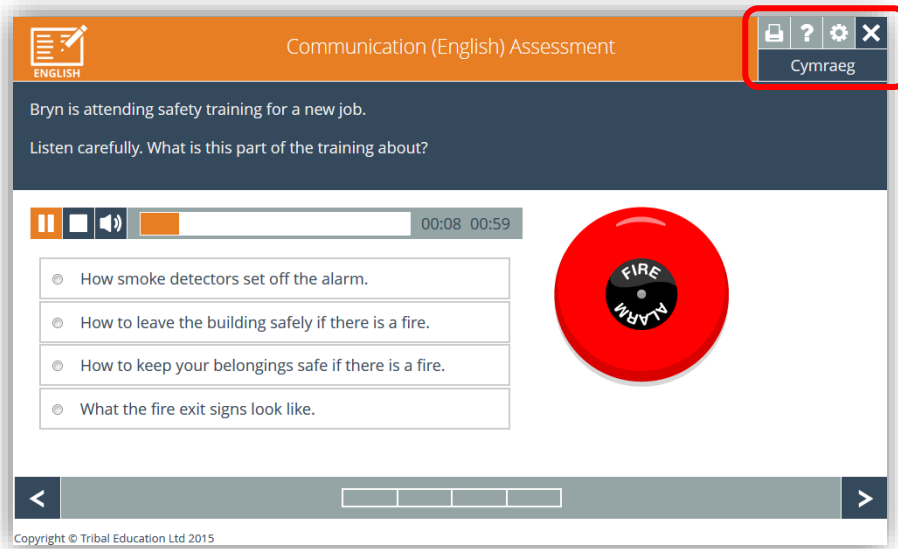 Communication (English) Assessment
?
Cymraeg
ENGLISH
Bryn is attending safety training for a new job.
Listen carefully. What is this part of the training about?
00:08 00:59
How smoke detectors set off the alarm.
How to leave the building safely if there is a fire.
How to keep your belongings safe if there is a fire.
What the fire exit signs look like.
FIRE
ALARM
Copyright © Tribal Education Ltd 2015